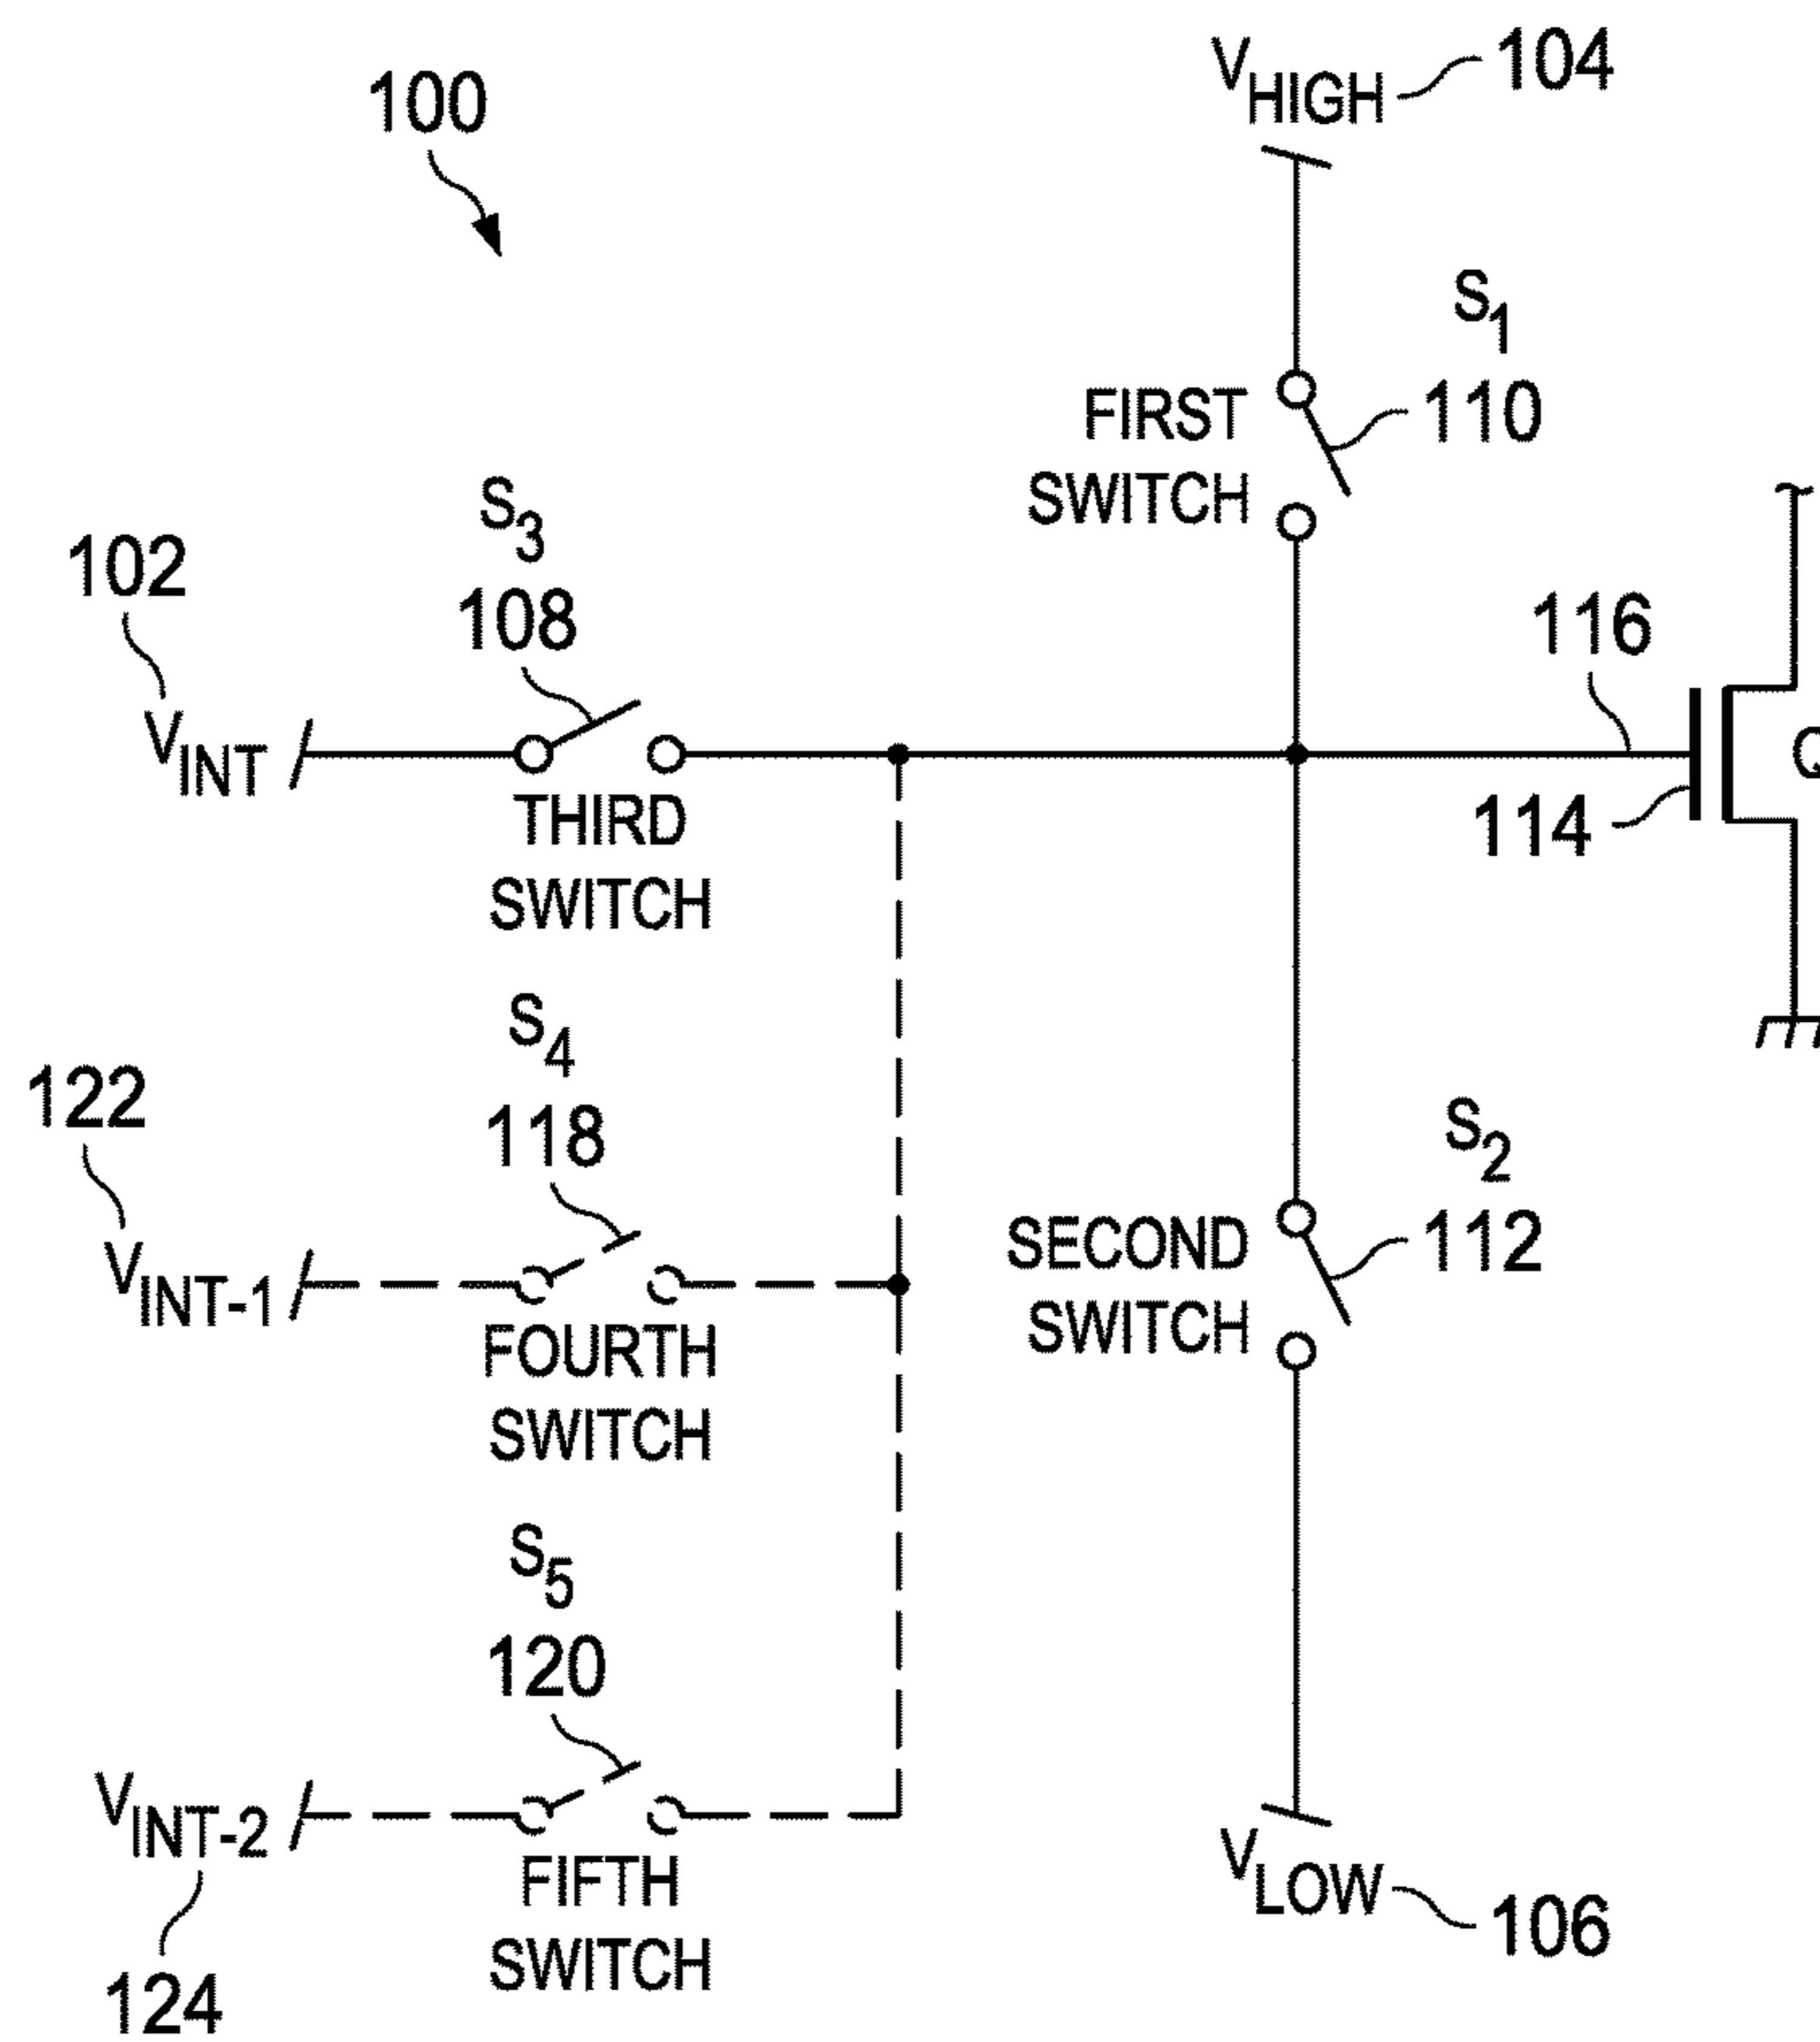 100
V HIGH 104
S1
110
FIRST
SWITCH
S3
108
102
VINT
THIRD
SWITCH
116
114
Q
S4
118
122
VINT-1
FOURTH
SWITCH
S2
112
SECOND
SWITCH
S5
120
VINT-2
124
FIFTH
SWITCH
VLOW 106